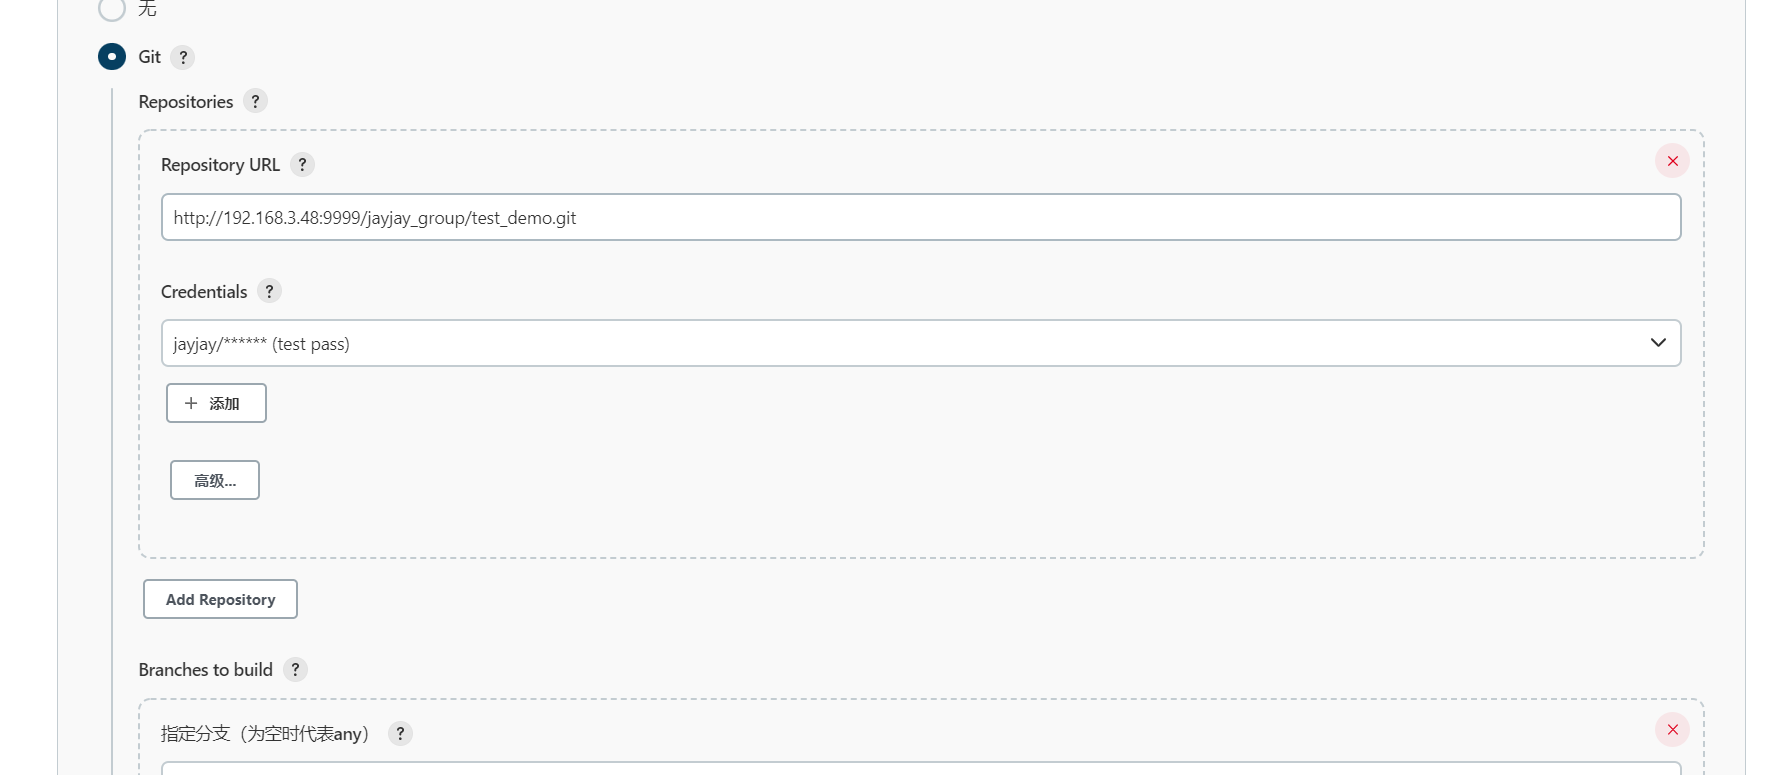 无
Git ?
Repositories ?
Repository URL ?
http://192.168.3.48:9999/jayjay_group/test_demo.git
Credentials ?
jayjay/****** (test pass)
+ 添加
高级...
Add Repository
Branches to build ?
指定分支（为空时代表any） ?